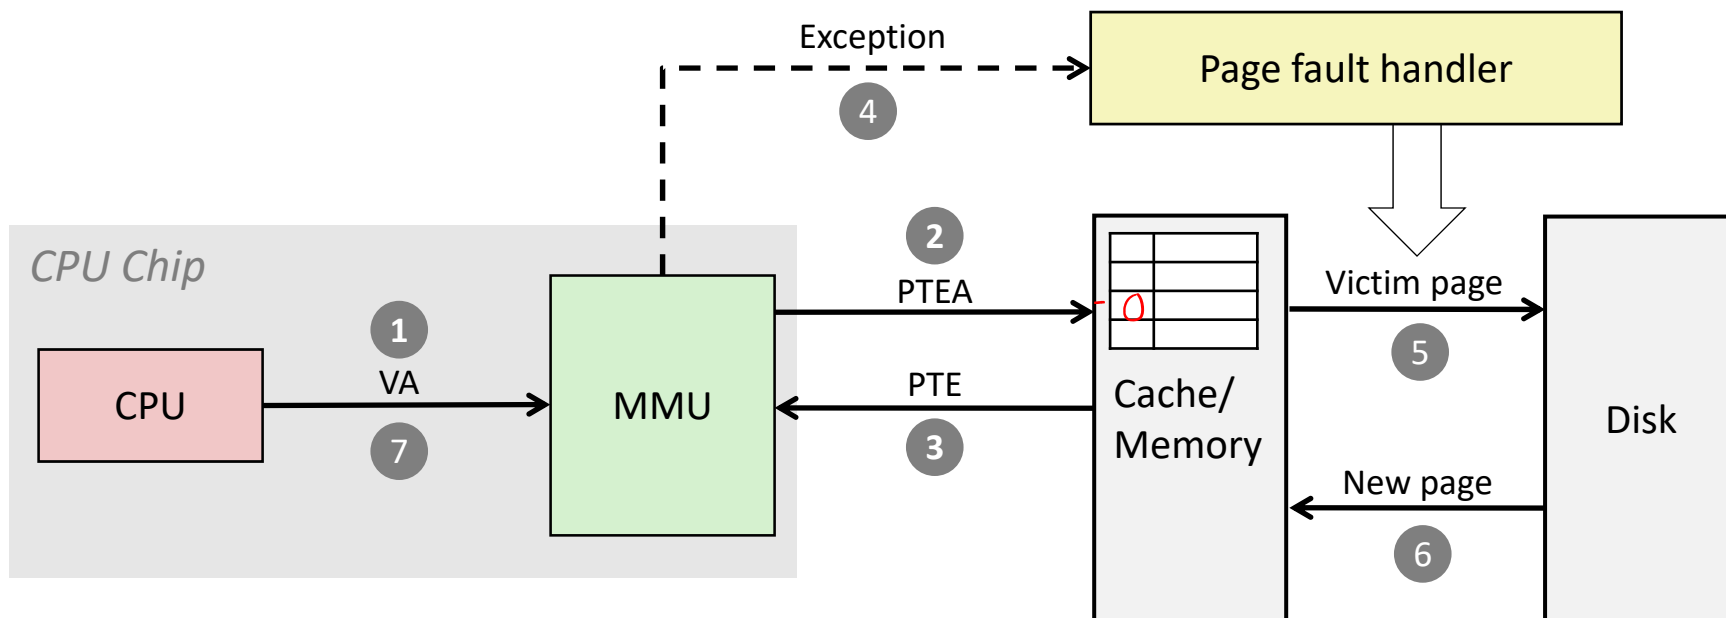 Exception
Page fault handler
4
2
CPU Chip
PTEA
Victim page
1
0
5
VA
CPU
MMU
PTE
Cache/
Memory
Disk
7
3
New page
6